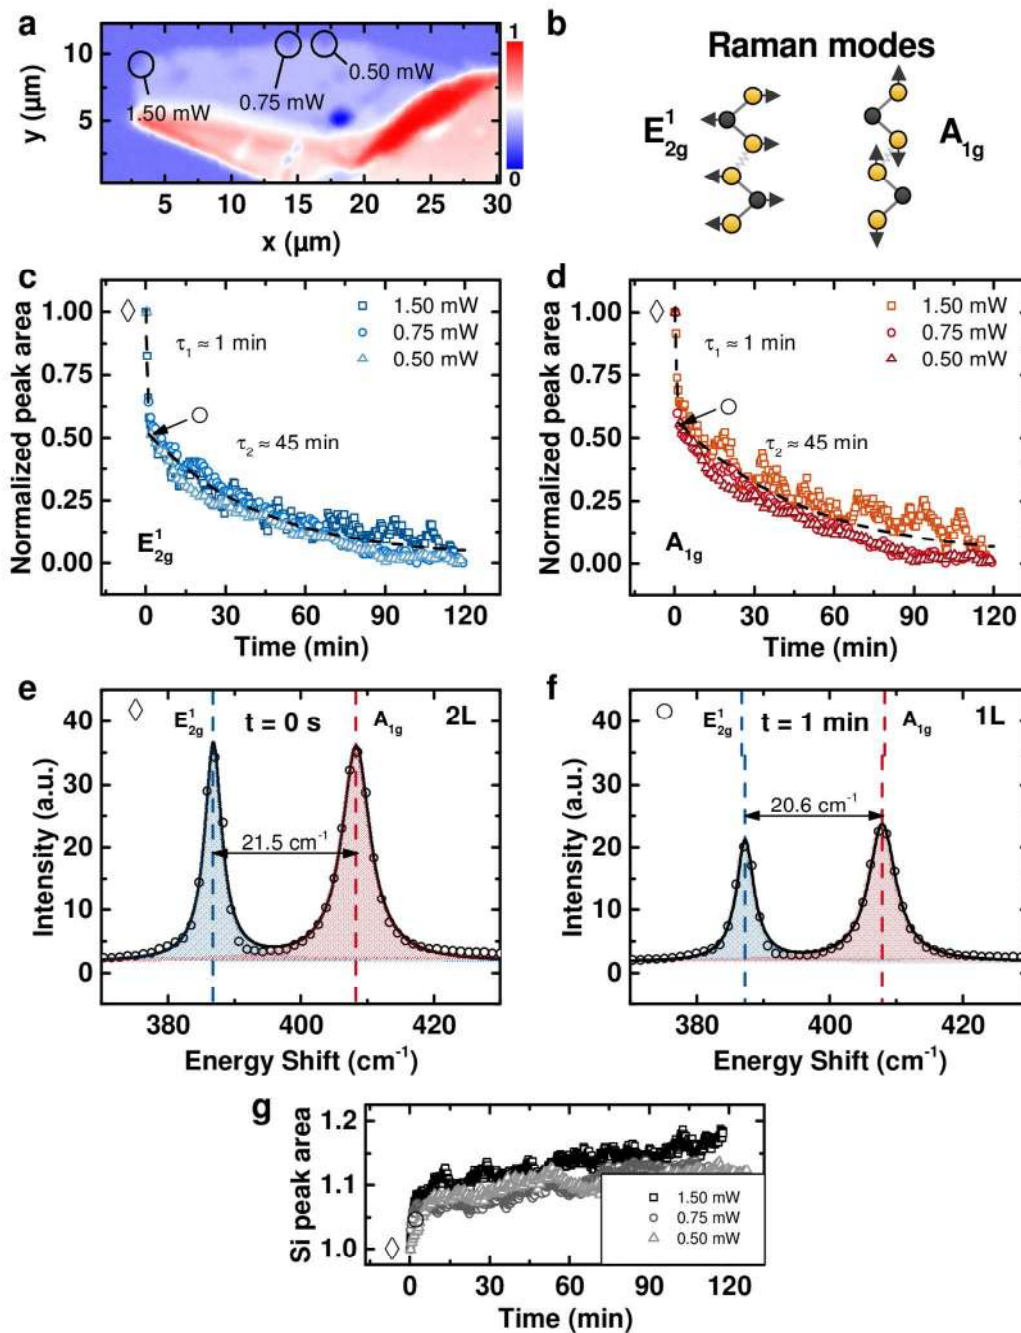 a
y (µm)
10
5
1.50 mW
0.75 mW
0.50 mW
1
0
5 10 15 20 25 30
x (µm)
b
Raman modes
E¹₂g
A₁g
c
Normalized peak area
1.00
0.75
0.50
0.25
0.00
1.50 mW
0.75 mW
0.50 mW
τ₁ ≈ 1 min
τ₂ ≈ 45 min
E¹₂g
0 30 60 90 120
Time (min)
d
Normalized peak area
1.00
0.75
0.50
0.25
0.00
1.50 mW
0.75 mW
0.50 mW
τ₁ ≈ 1 min
τ₂ ≈ 45 min
A₁g
0 30 60 90 120
Time (min)
e
Intensity (a.u.)
40
30
20
10
0
E¹₂g t = 0 s A₁g 2L
21.5 cm⁻¹
380 400 420
Energy Shift (cm⁻¹)
f
Intensity (a.u.)
40
30
20
10
0
E¹₂g t = 1 min A₁g 1L
20.6 cm⁻¹
380 400 420
Energy Shift (cm⁻¹)
g
Si peak area
1.2
1.1
1.0
1.50 mW
0.75 mW
0.50 mW
0 30 60 90 120
Time (min)